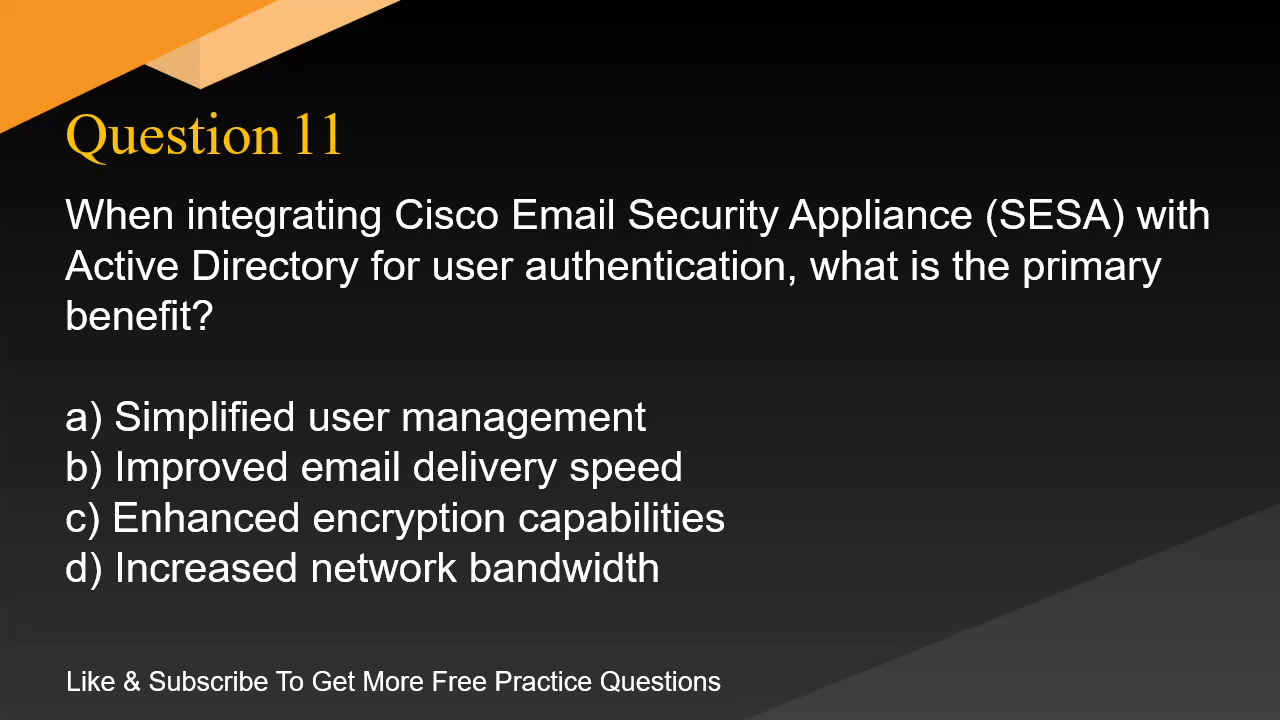 Question 11
When integrating Cisco Email Security Appliance (SESA) with
Active Directory for user authentication, what is the primary
benefit?
a) Simplified user management
b) Improved email delivery speed
c) Enhanced encryption capabilities
d) Increased network bandwidth
Like & Subscribe To Get More Free Practice Questions